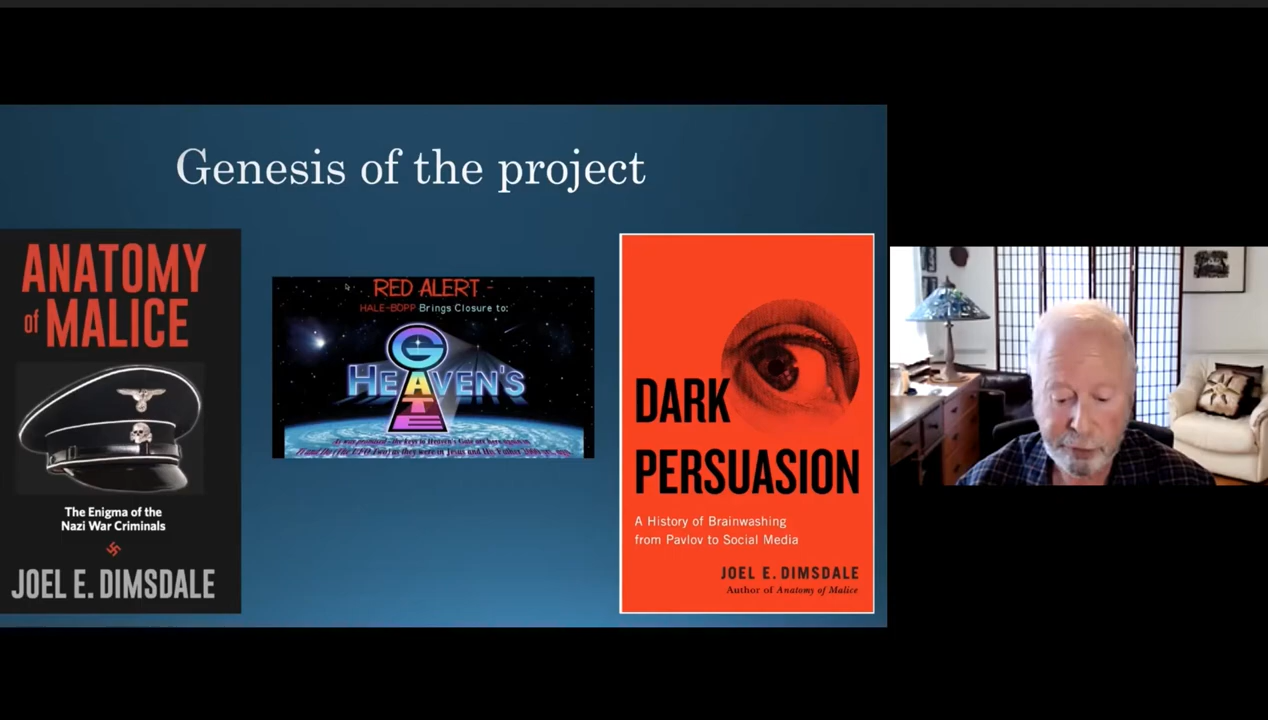 Genesis of the project
ANATOMY
of MALICE
The Enigma of the
Nazi War Criminals
JOEL E. DIMSDALE
RED ALERT -
HALE-BOPP Brings Closure to:
HEAVEN'S
GATE
DARK
PERSUASION
A History of Brainwashing
from Pavlov to Social Media
JOEL E. DIMSDALE
Author of Anatomy of Malice